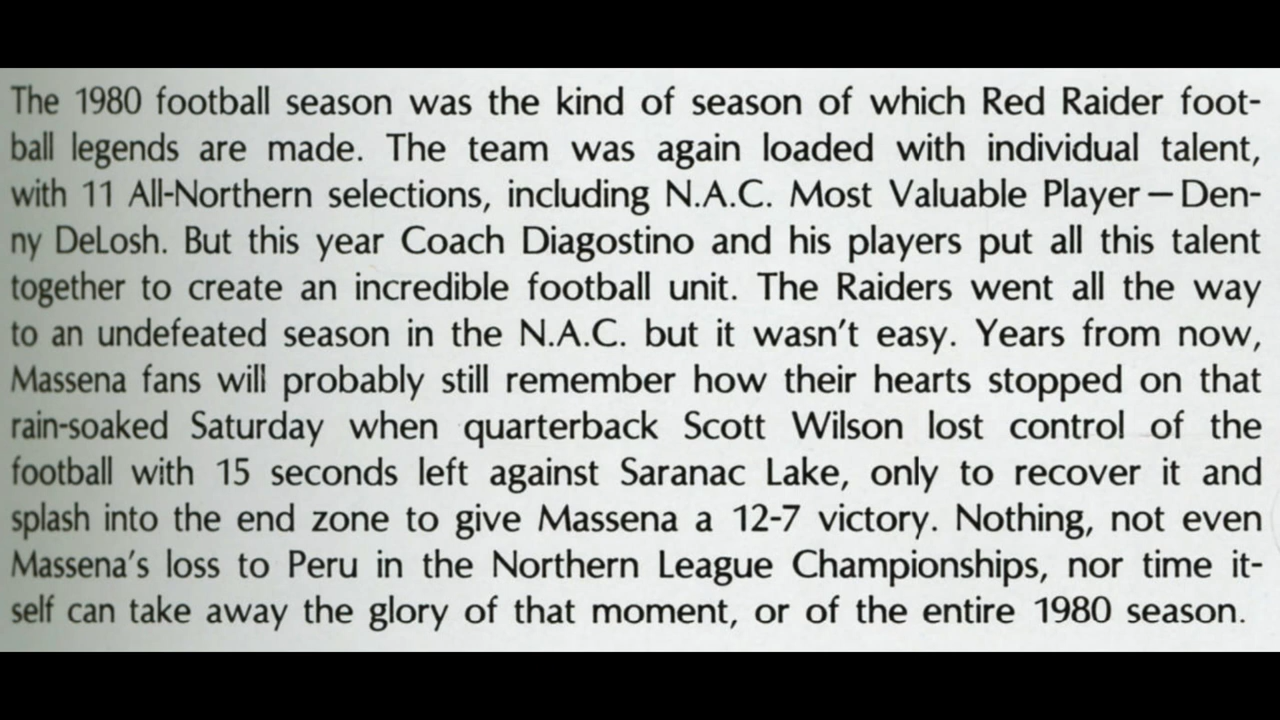 The 1980 football season was the kind of season of which Red Raider foot-
ball legends are made. The team was again loaded with individual talent,
with 11 All-Northern selections, including N.A.C. Most Valuable Player—Den-
ny DeLosh. But this year Coach Diagostino and his players put all this talent
together to create an incredible football unit. The Raiders went all the way
to an undefeated season in the N.A.C. but it wasn't easy. Years from now,
Massena fans will probably still remember how their hearts stopped on that
rain-soaked Saturday when quarterback Scott Wilson lost control of the
football with 15 seconds left against Saranac Lake, only to recover it and
splash into the end zone to give Massena a 12-7 victory. Nothing, not even
Massena's loss to Peru in the Northern League Championships, nor time it-
self can take away the glory of that moment, or of the entire 1980 season.